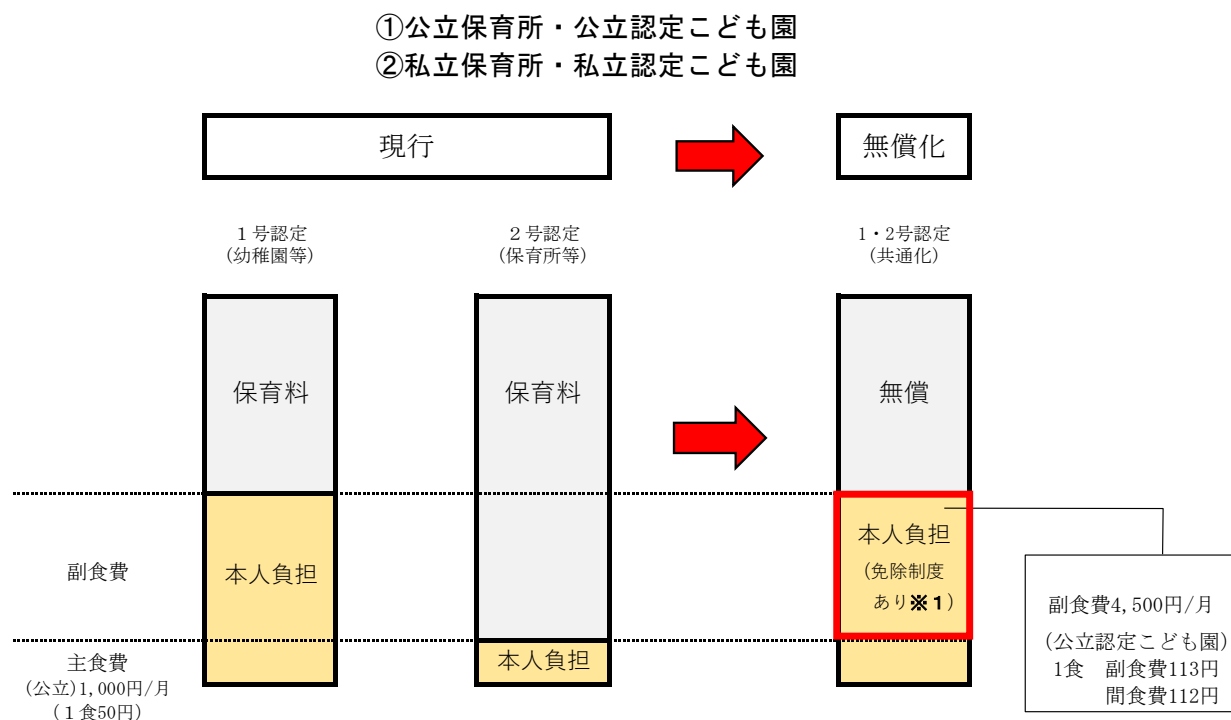 ①公立保育所・公立認定こども園
②私立保育所・私立認定こども園
現行
無償化
１号認定
(幼稚園等)
２号認定
(保育所等)
1・2号認定
(共通化)
保育料
保育料
無償
副食費
本人負担
本人負担
(免除制度
あり※１)
副食費4,500円/月
(公立認定こども園)
1食　副食費113円
間食費112円
主食費
(公立)1,000円/月
(１食50円)
本人負担